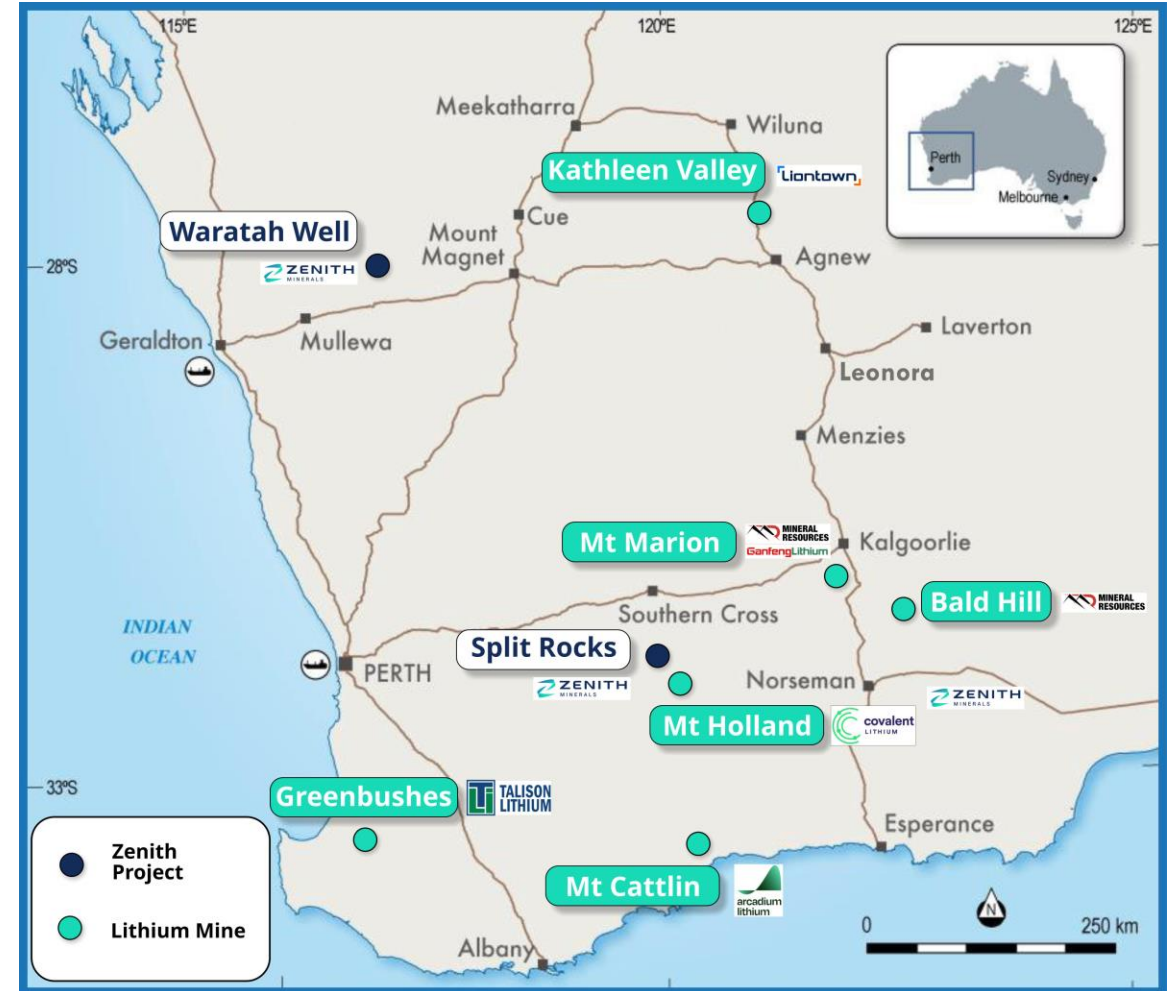 115ºE
120ºE
125ºE
Meekatharra
Wiluna
Kathleen Valley
Liontown
Perth
Sydney
Melbourne
Cue
Waratah Well
ZENITH
MINERALS
Mount
Magnet
Agnew
28ºS
Geraldton
Mullewa
Laverton
Leonora
Menzies
Mt Marion
MINERAL
RESOURCES
GanfengLithium
Kalgoorlie
Bald Hill
MINERAL
RESOURCES
Southern Cross
INDIAN
OCEAN
Split Rocks
PERTH
ZENITH
MINERALS
Norseman
ZENITH
MINERALS
Mt Holland
covalent
LITHIUM
33ºS
Greenbushes
TALISON
LITHIUM
Esperance
Zenith
Project
Lithium Mine
Mt Cattlin
arcadium
lithium
Albany
N
0
250 km